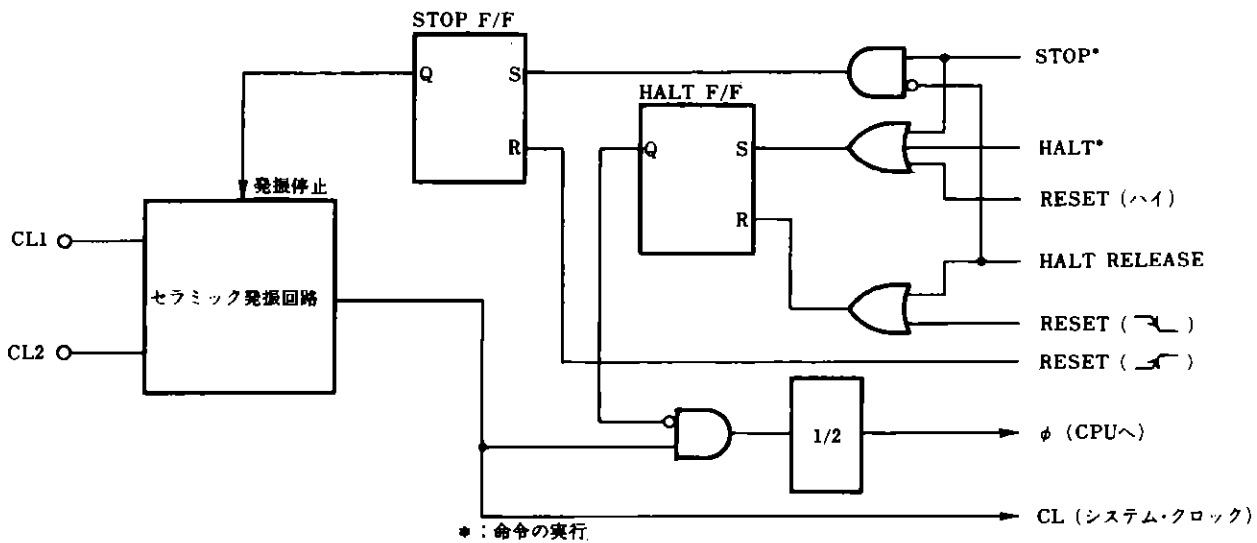 STOP F/F
Q
S
R
HALT F/F
Q
S
R
STOP*
HALT*
RESET (ハイ)
HALT RELEASE
RESET ( )
RESET ( )
発振停止
CL1
セラミック発振回路
CL2
1/2
φ (CPUへ)
CL (システム・クロック)
* : 命令の実行